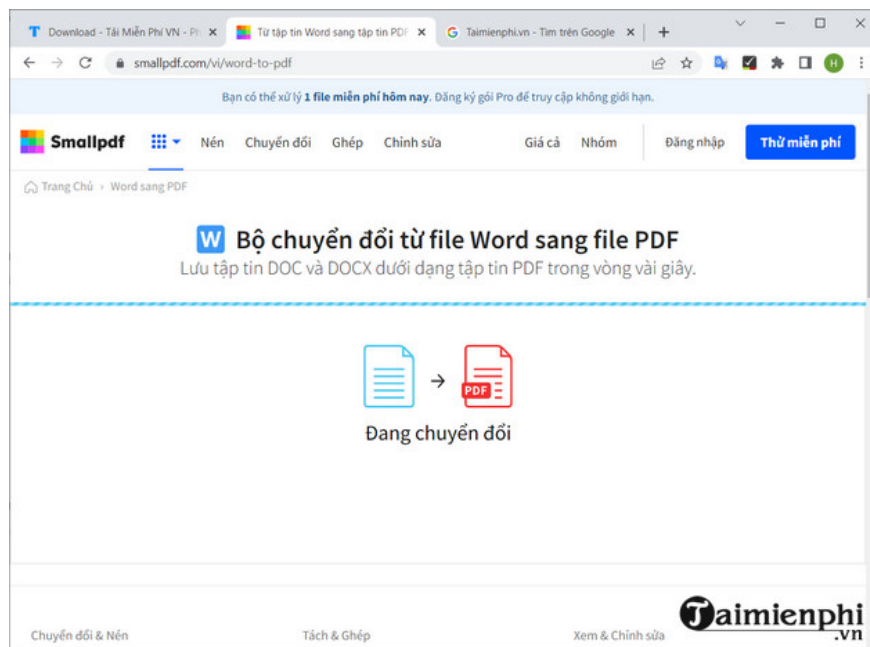 T Download - Tải Miễn Phí VN - Ph
Từ tập tin Word sang tập tin PDF
G Taimienphi.vn - Tìm trên Google
smallpdf.com/vi/word-to-pdf
H
Bạn có thể xử lý 1 file miễn phí hôm nay. Đăng ký gói Pro để truy cập không giới hạn.
Smallpdf Nén Chuyển đổi Ghép Chỉnh sửa Giá cả Nhóm Đăng nhập Thử miễn phí
Trang Chủ › Word sang PDF
W Bộ chuyển đổi từ file Word sang file PDF
Lưu tập tin DOC và DOCX dưới dạng tập tin PDF trong vòng vài giây.
PDF
Đang chuyển đổi
Chuyển đổi & Nén Tách & Ghép Xem & Chỉnh sửa
Taimienphi
.vn